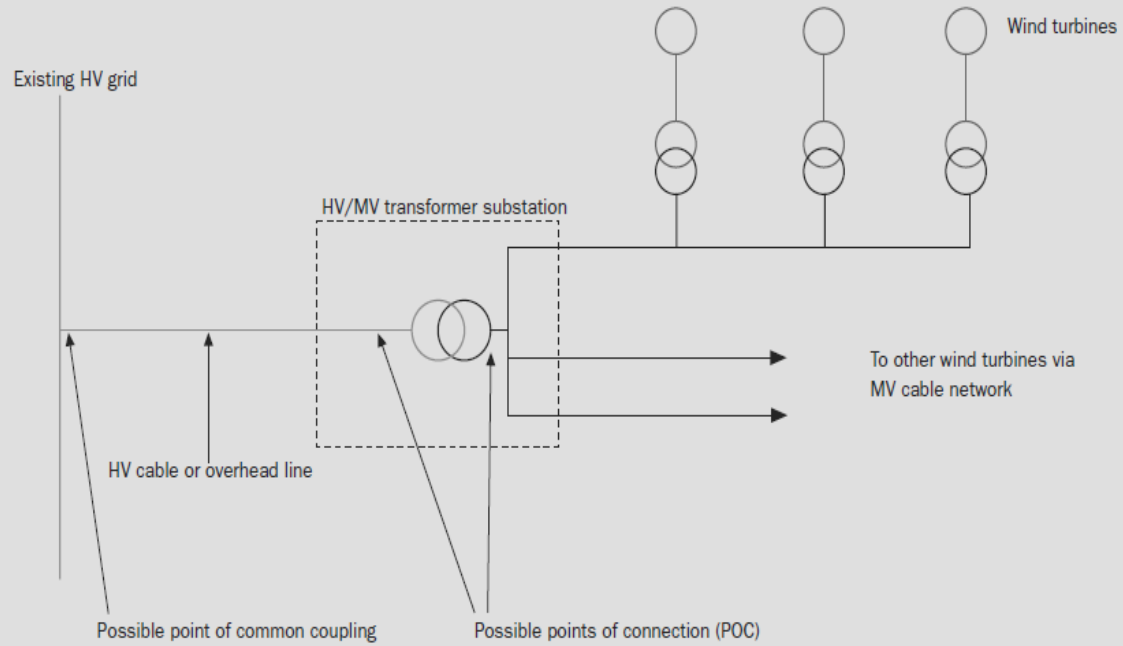 Wind turbines
Existing HV grid
HV/MV transformer substation
To other wind turbines via
MV cable network
HV cable or overhead line
Possible point of common coupling
Possible points of connection (POC)